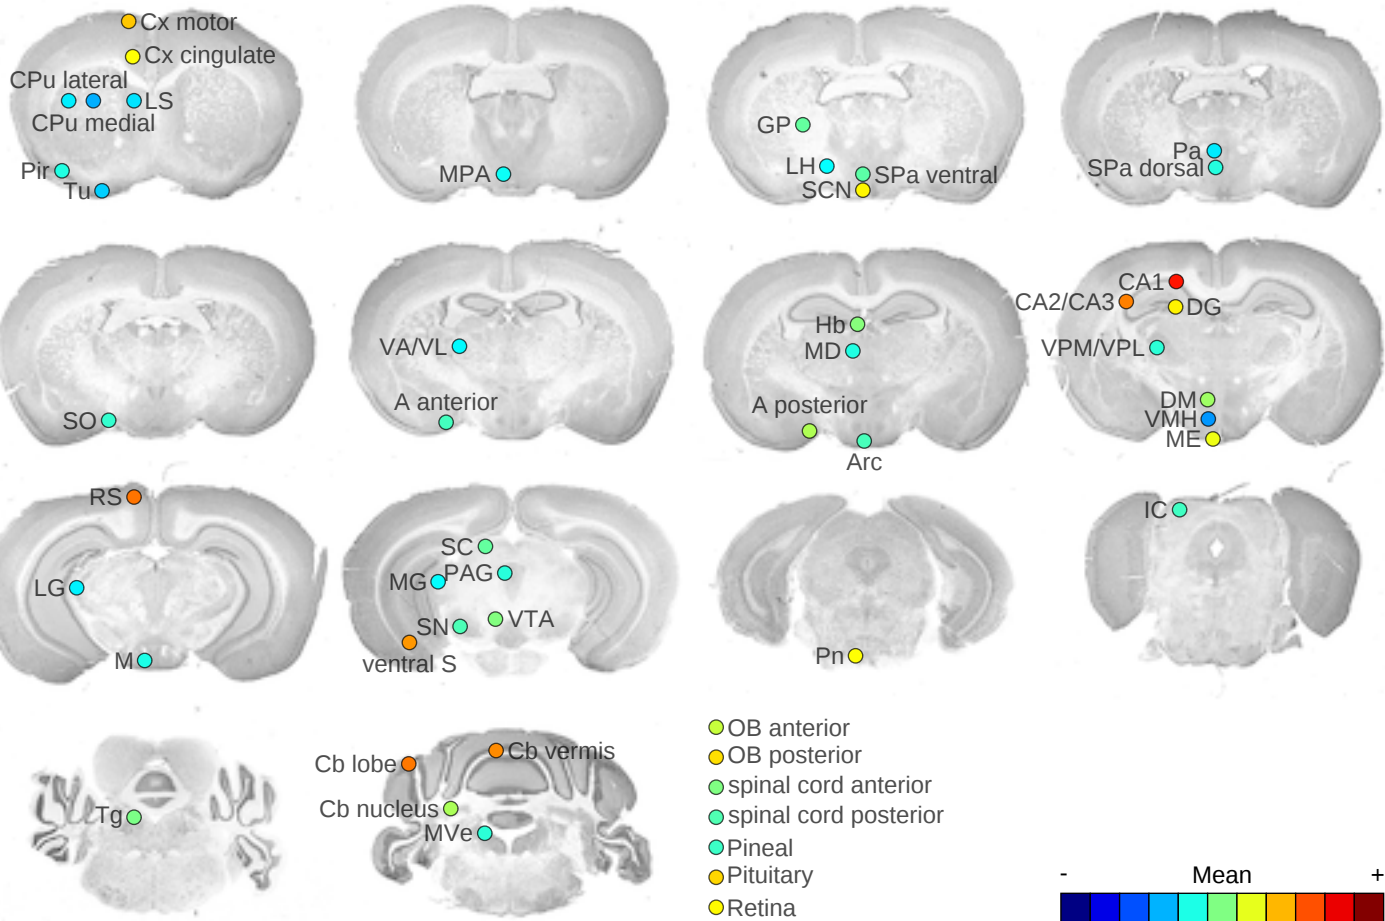 Cx motor
Cx cingulate
CPu lateral
LS
CPu medial
Pir
Tu
MPA
GP
LH
SPa ventral
SCN
Pa
SPa dorsal
SO
VA/VL
A anterior
Hb
MD
A posterior
Arc
CA1
CA2/CA3
DG
VPM/VPL
DM
VMH
ME
RS
LG
M
SC
PAG
MG
VTA
SN
ventral S
Pn
IC
Tg
Cb vermis
Cb lobe
Cb nucleus
MVe
OB anterior
OB posterior
spinal cord anterior
spinal cord posterior
Pineal
Pituitary
Retina
- Mean +